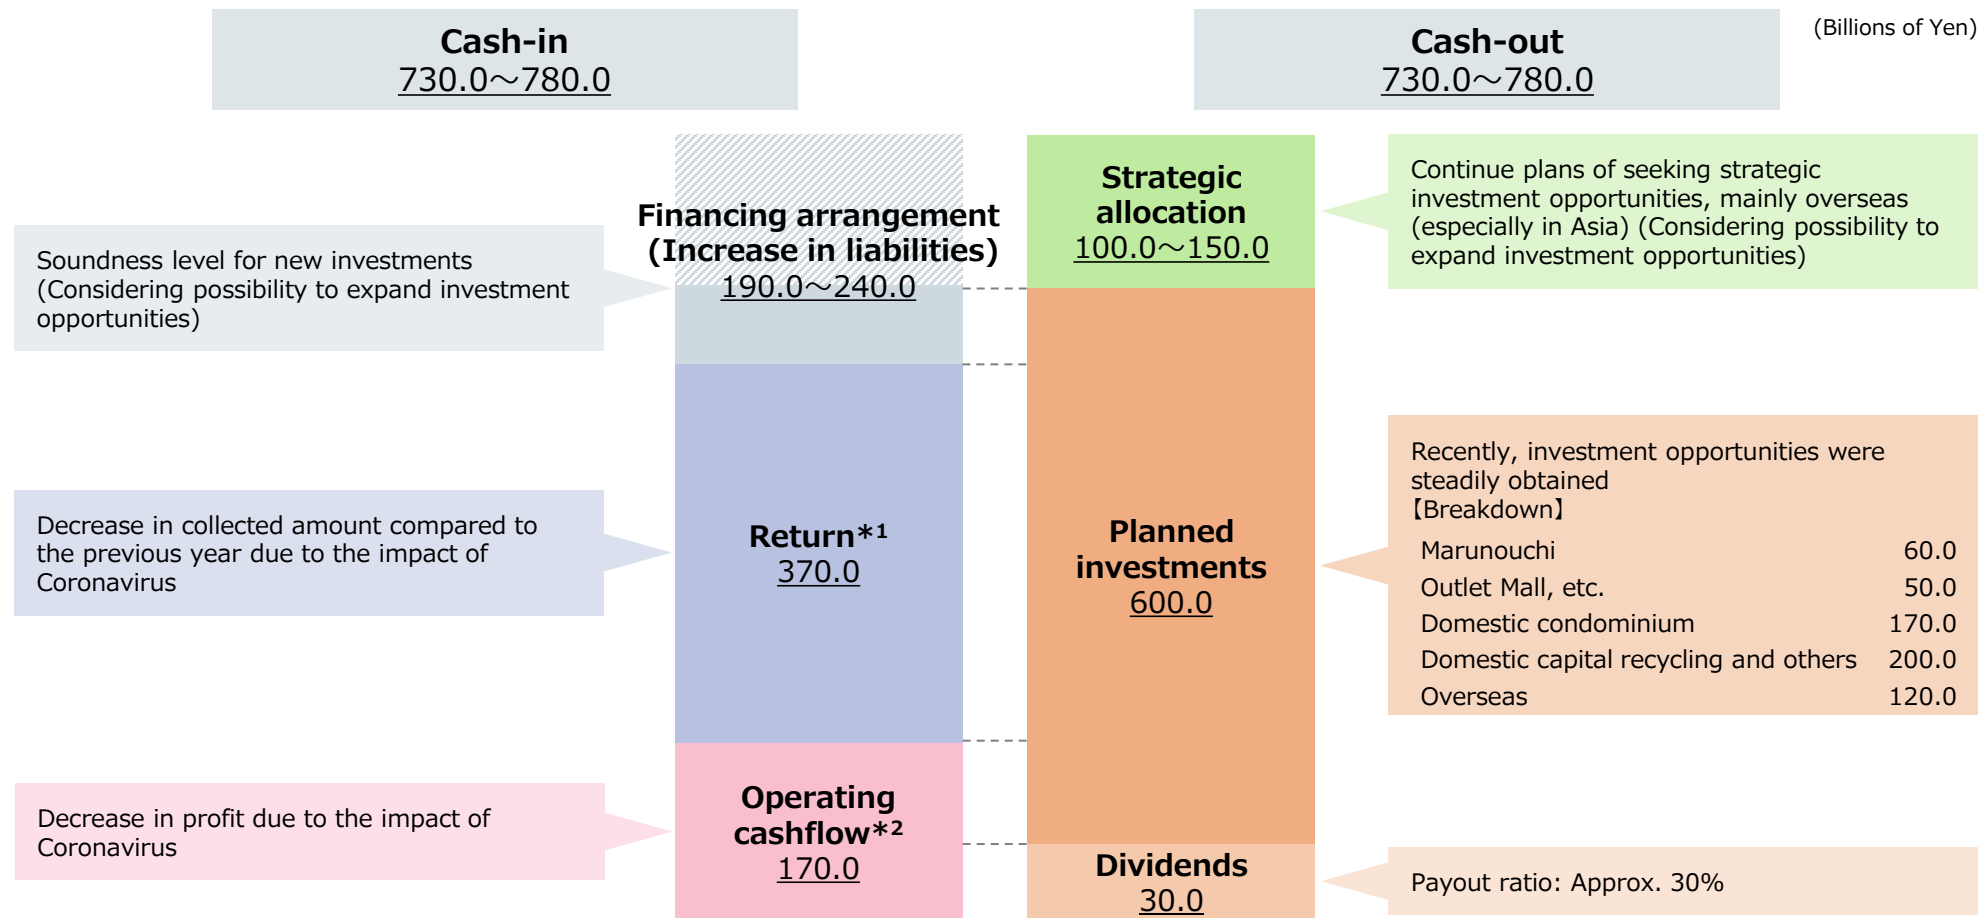 Cash-in
730.0～780.0
Cash-out
730.0～780.0
(Billions of Yen)
Financing arrangement
(Increase in liabilities)
190.0～240.0
Soundness level for new investments
(Considering possibility to expand investment
opportunities)
Return*1
370.0
Decrease in collected amount compared to
the previous year due to the impact of
Coronavirus
Operating
cashflow*2
170.0
Decrease in profit due to the impact of
Coronavirus
Strategic
allocation
100.0～150.0
Continue plans of seeking strategic
investment opportunities, mainly overseas
(especially in Asia) (Considering possibility to
expand investment opportunities)
Planned
investments
600.0
Recently, investment opportunities were
steadily obtained
【Breakdown】
Marunouchi 60.0
Outlet Mall, etc. 50.0
Domestic condominium 170.0
Domestic capital recycling and others 200.0
Overseas 120.0
Dividends
30.0
Payout ratio: Approx. 30%